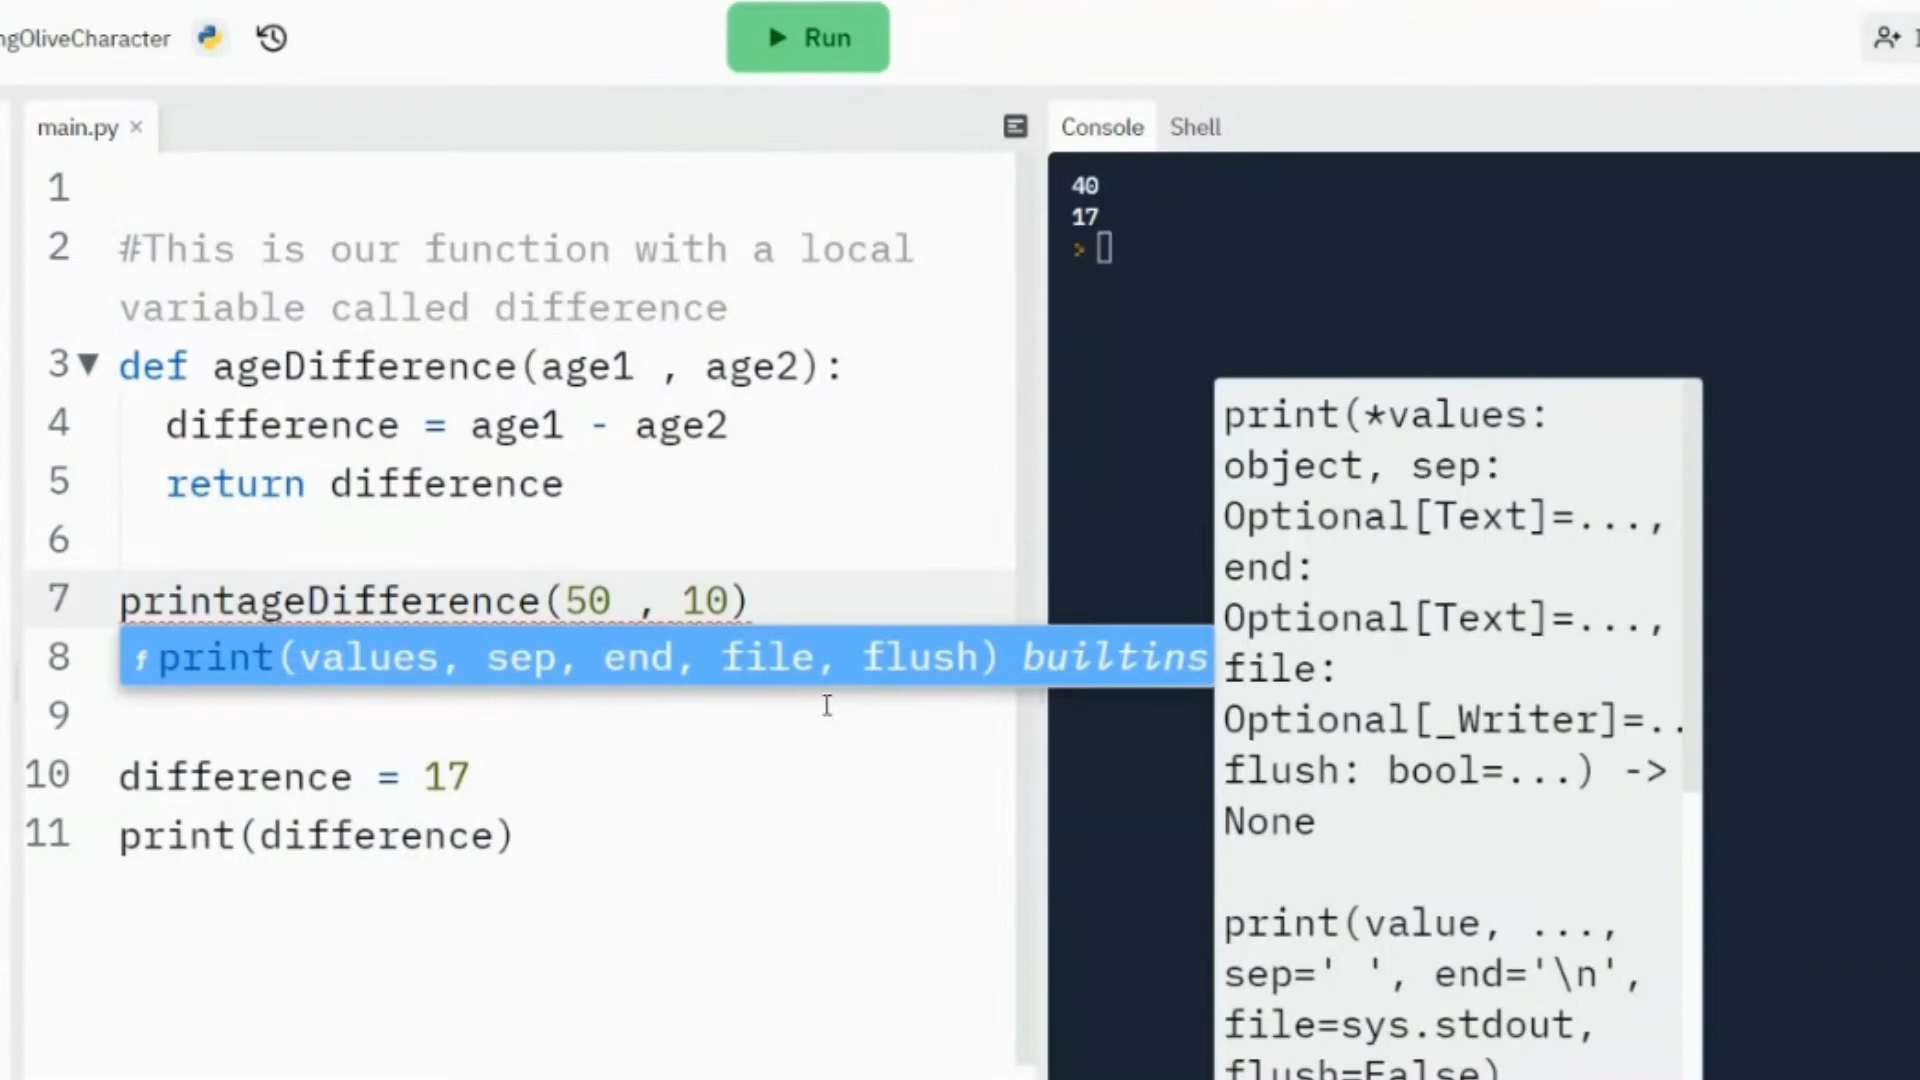 ngOliveCharacter
Run
main.py ×
Console Shell
1
2 #This is our function with a local
variable called difference
3 def ageDifference(age1 , age2):
4 difference = age1 - age2
5 return difference
6
7 printageDifference(50 , 10)
8 f print(values, sep, end, file, flush) builtins
9
10 difference = 17
11 print(difference)
40
17
>
print(*values:
object, sep:
Optional[Text]=...,
end:
Optional[Text]=...,
file:
Optional[_Writer]=..
flush: bool=...) ->
None
print(value, ...,
sep=' ', end='\n',
file=sys.stdout,
flush=False)